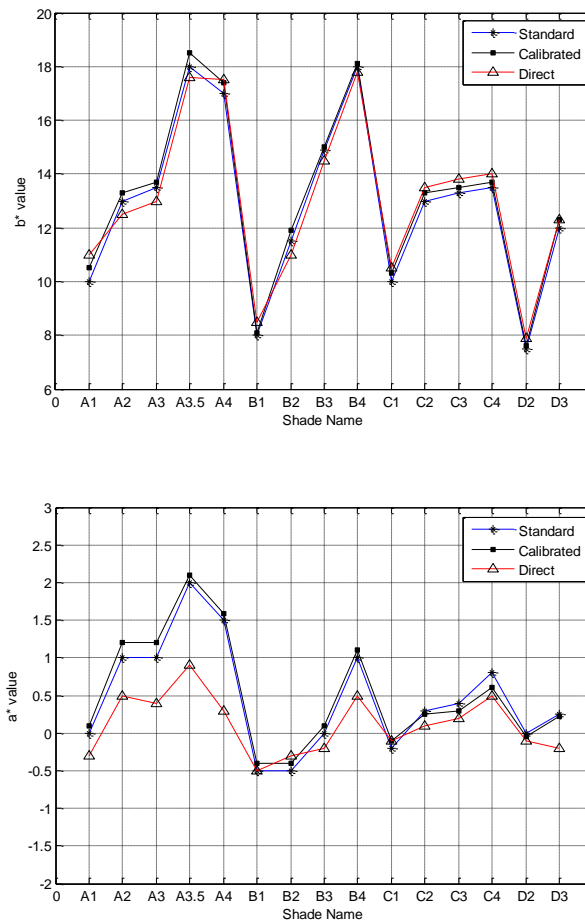 20
18
16
14
12
10
8
6
b* value
Standard
Calibrated
Direct
0 A1 A2 A3 A3.5 A4 B1 B2 B3 B4 C1 C2 C3 C4 D2 D3
Shade Name
3
2.5
2
1.5
1
0.5
0
-0.5
-1
-1.5
-2
a* value
Standard
Calibrated
Direct
0 A1 A2 A3 A3.5 A4 B1 B2 B3 B4 C1 C2 C3 C4 D2 D3
Shade Name